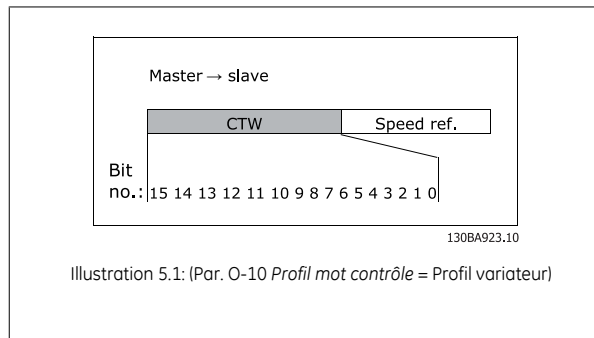 Master → slave
CTW Speed ref.
Bit
no.: 15 14 13 12 11 10 9 8 7 6 5 4 3 2 1 0
130BA923.10
Illustration 5.1: (Par. O-10 Profil mot contrôle = Profil variateur)